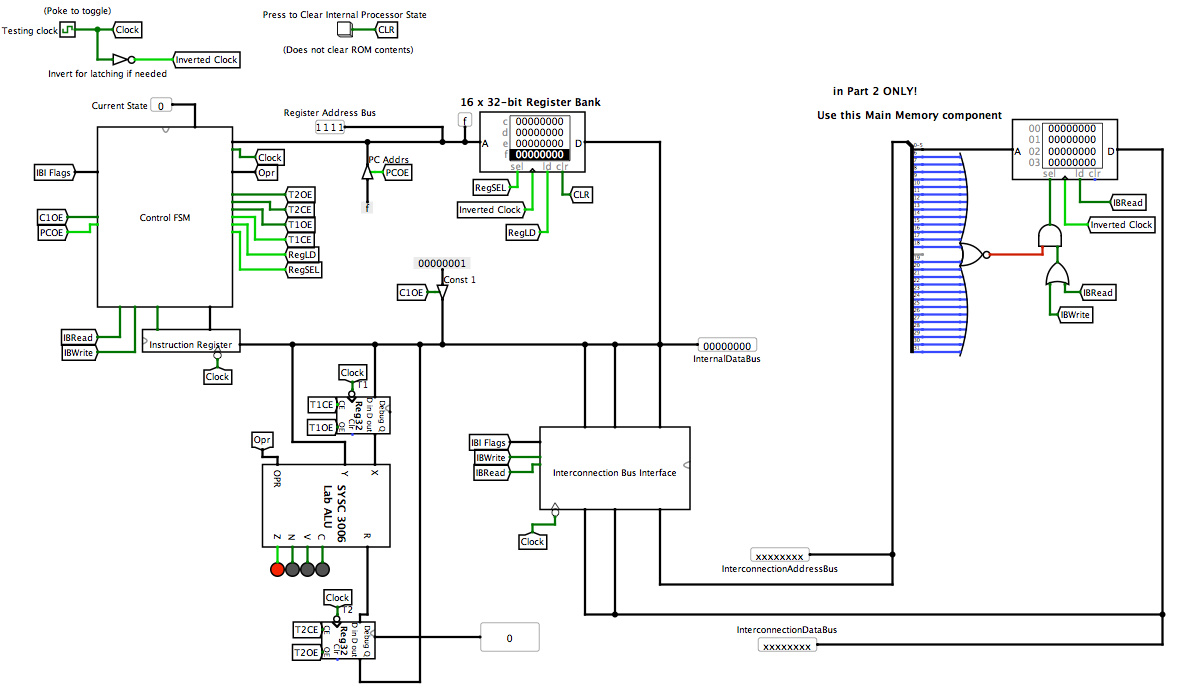 (Poke to toggle)
Testing clock
Clock
Inverted Clock
Invert for latching if needed
Press to Clear Internal Processor State
CLR
(Does not clear ROM contents)
Current State
0
Register Address Bus
1111
16 x 32-bit Register Bank
f
A
c 00000000
d 00000000
e 00000000
f 00000000
D
sel ld clr
in Part 2 ONLY!
Use this Main Memory component
A
00 00000000
01 00000000
02 00000000
03 00000000
D
sel ld clr
IBI Flags
C1OE
PCOE
Control FSM
Clock
Opr
T2OE
T2CE
T1OE
T1CE
RegLD
RegSEL
PC Addrs
PCOE
f
RegSEL
Inverted Clock
RegLD
CLR
IBRead
Inverted Clock
0-5
IBRead
IBWrite
00000001
C1OE
Const 1
IBRead
IBWrite
Instruction Register
Clock
00000000
InternalDataBus
Clock
T1
T1CE
T1OE
CE
OE
Reg32
Clr
D in D out
Debug Q
Opr
OPR
Y
X
SYSC 3006
Lab ALU
Z
N
V
C
R
IBI Flags
IBWrite
IBRead
Interconnection Bus Interface
Clock
xxxxxxxx
InterconnectionAddressBus
Clock
T2
T2CE
T2OE
CE
OE
Reg32
Clr
D in D out
Debug Q
0
InterconnectionDataBus
xxxxxxxx